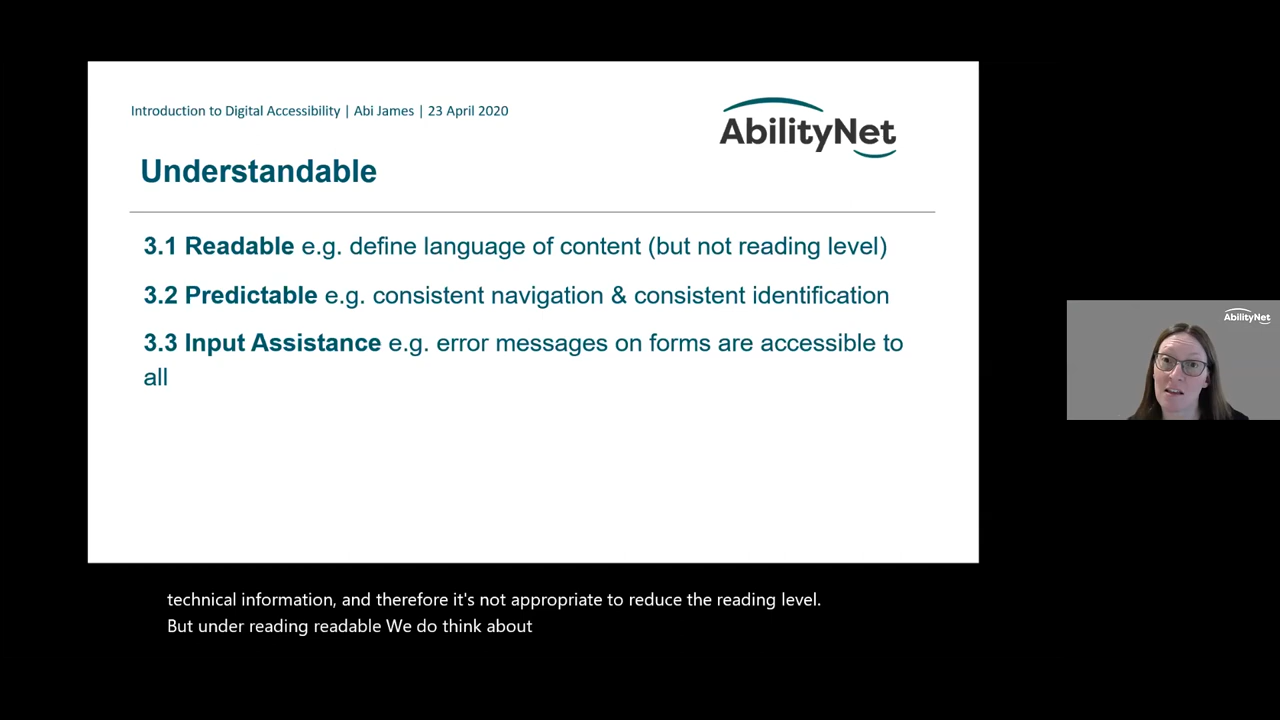 Introduction to Digital Accessibility | Abi James | 23 April 2020
AbilityNet
Understandable
3.1 Readable e.g. define language of content (but not reading level)
3.2 Predictable e.g. consistent navigation & consistent identification
3.3 Input Assistance e.g. error messages on forms are accessible to
all
AbilityNet
technical information, and therefore it's not appropriate to reduce the reading level.
But under reading readable We do think about